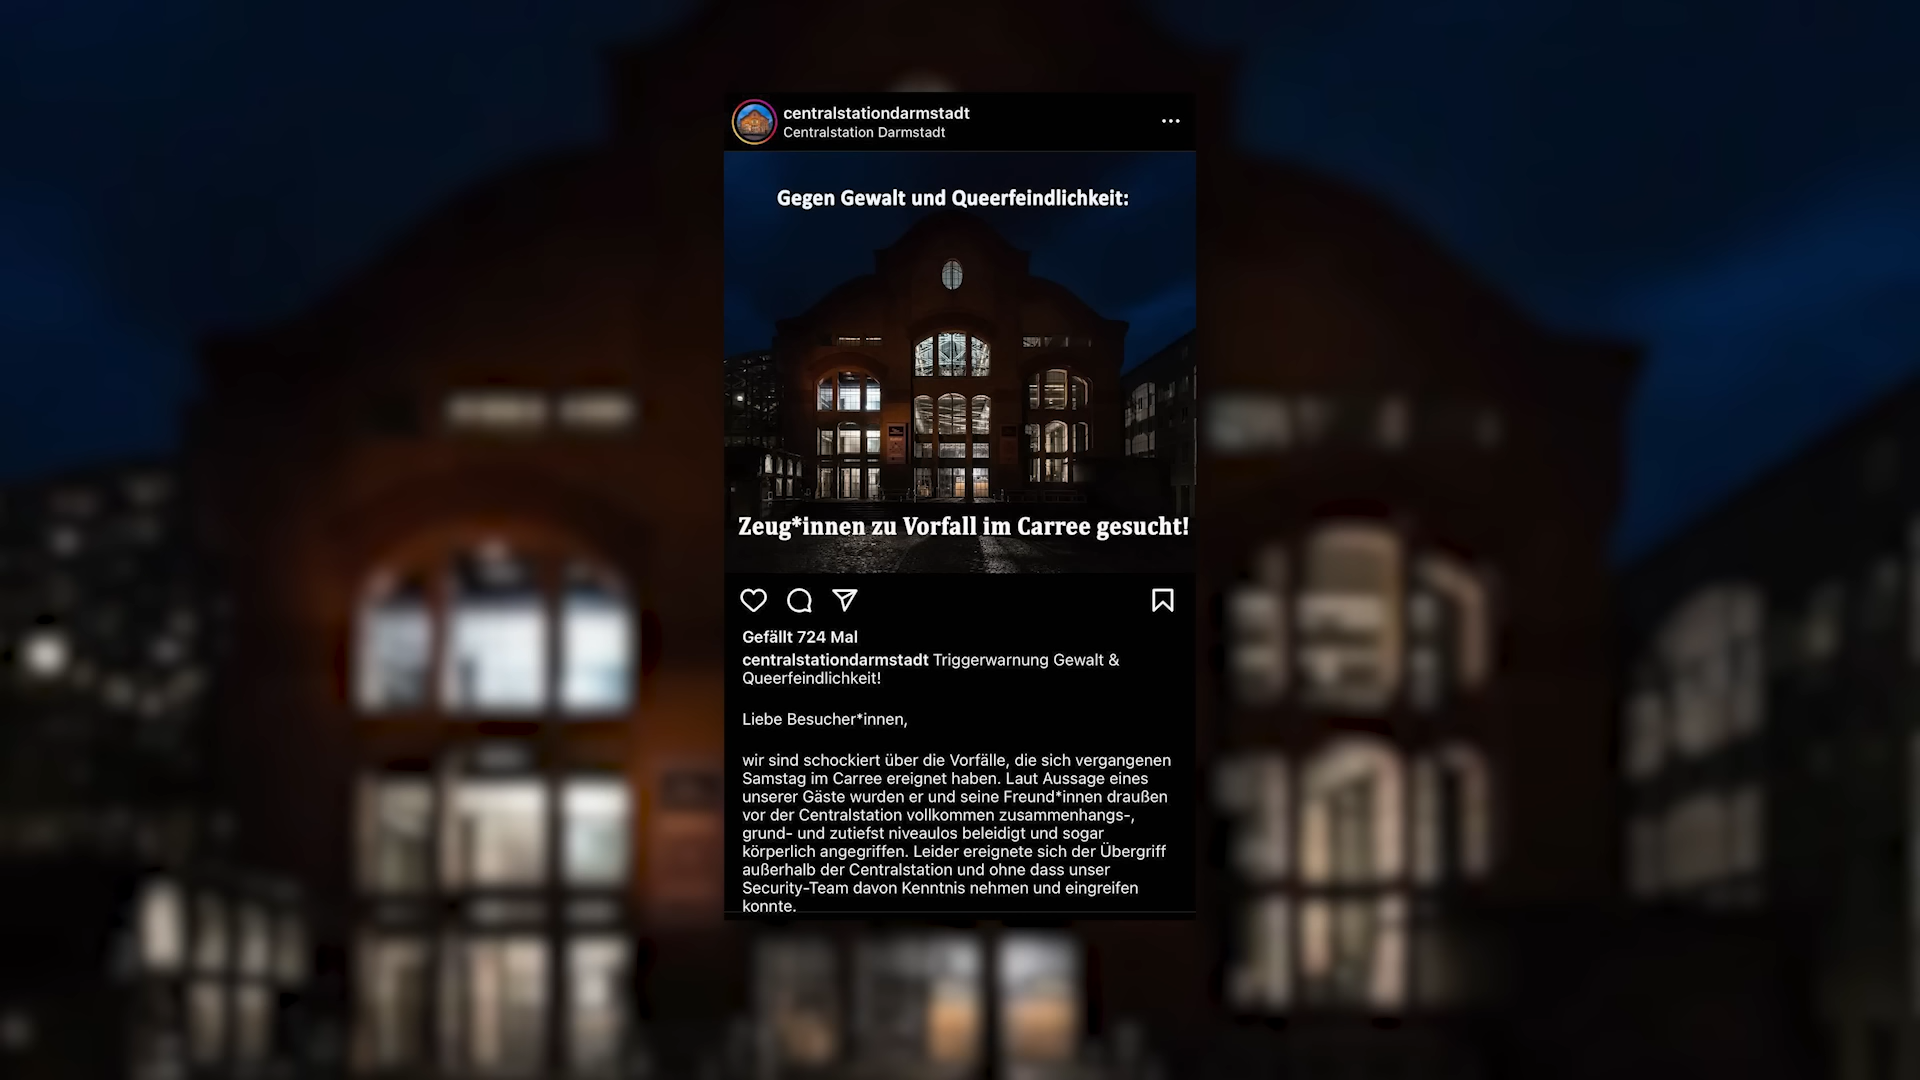 centralstationdarmstadt
Centralstation Darmstadt
Gegen Gewalt und Queerfeindlichkeit:
Zeug*innen zu Vorfall im Carree gesucht!
Gefällt 724 Mal
centralstationdarmstadt Triggerwarnung Gewalt &
Queerfeindlichkeit!
Liebe Besucher*innen,
wir sind schockiert über die Vorfälle, die sich vergangenen
Samstag im Carree ereignet haben. Laut Aussage eines
unserer Gäste wurden er und seine Freund*innen draußen
vor der Centralstation vollkommen zusammenhangs-,
grund- und zutiefst niveaulos beleidigt und sogar
körperlich angegriffen. Leider ereignete sich der Übergriff
außerhalb der Centralstation und ohne dass unser
Security-Team davon Kenntnis nehmen und eingreifen
konnte.